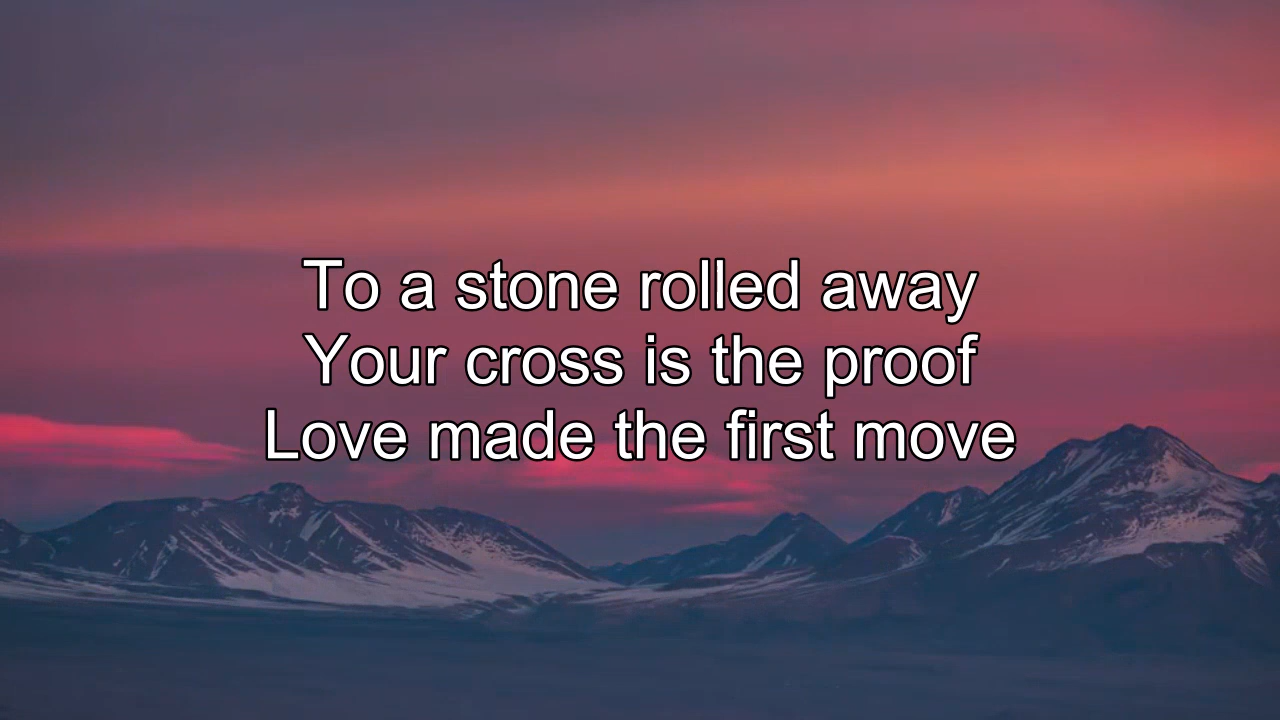 To a stone rolled away
Your cross is the proof
Love made the first move